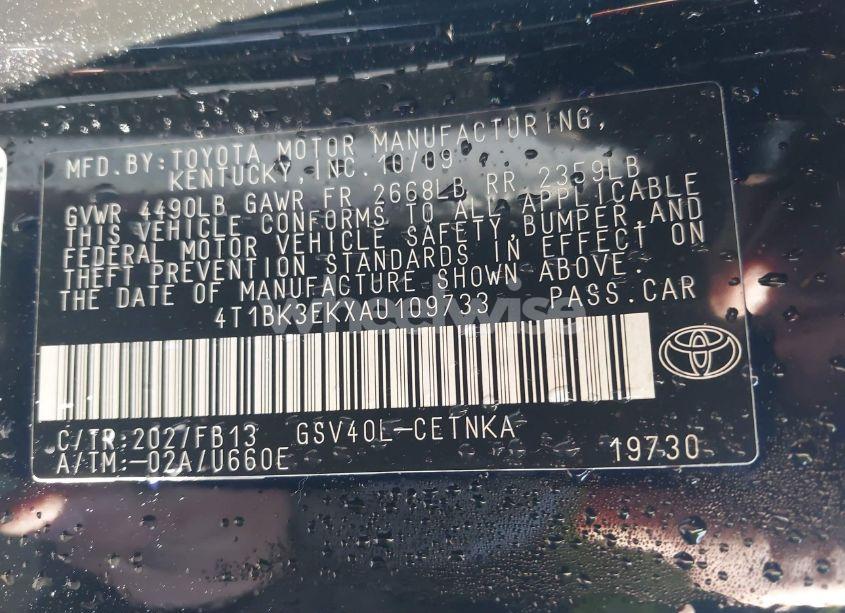 MFD.BY:TOYOTA MOTOR MANUFACTURING,
KENTUCKY INC.10/09
GVWR 4490LB GAWR FR 2668LB RR 2359LB
THIS VEHICLE CONFORMS TO ALL APPLICABLE
FEDERAL MOTOR VEHICLE SAFETY,BUMPER,AND
THEFT PREVENTION STANDARDS IN EFFECT ON
THE DATE OF MANUFACTURE SHOWN ABOVE.
4T1BK3EKXAU109733 PASS.CAR
wheelwise
C/TR:202/FB13 GSV40L-CETNKA
A/TM:-02A/U660E 19730